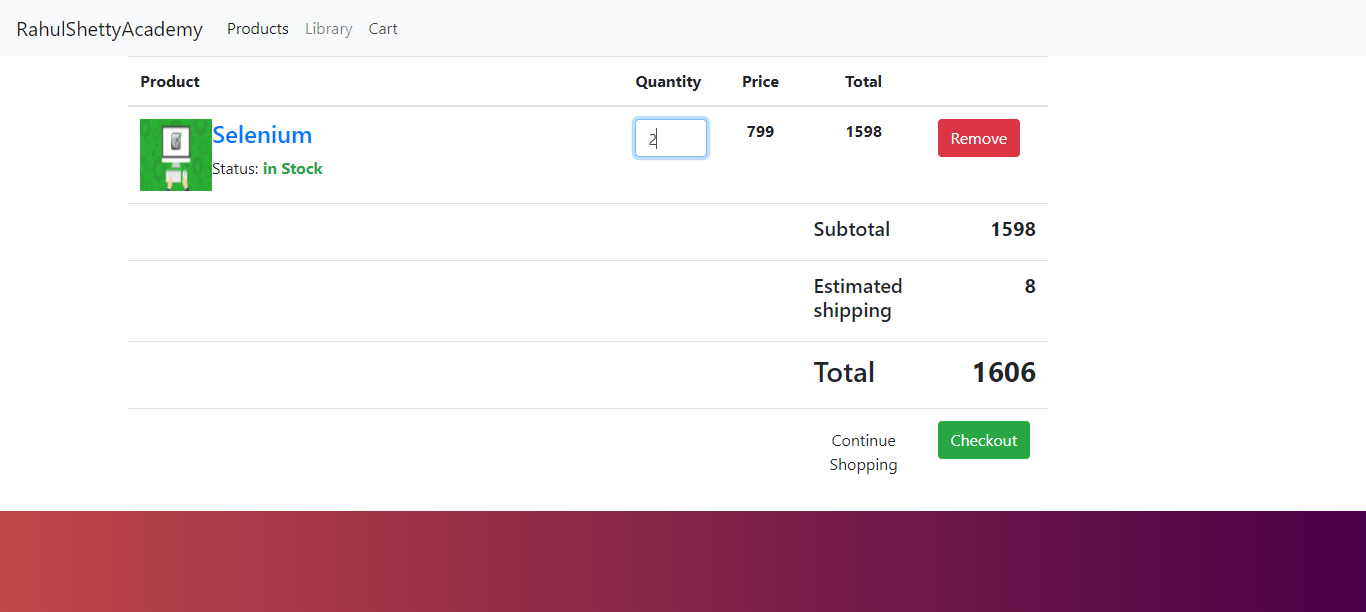 RahulShettyAcademy Products Library Cart
Product Quantity Price Total
Selenium 2 799 1598 Remove
Status: in Stock
Subtotal 1598
Estimated 8
shipping
Total 1606
Continue Checkout
Shopping